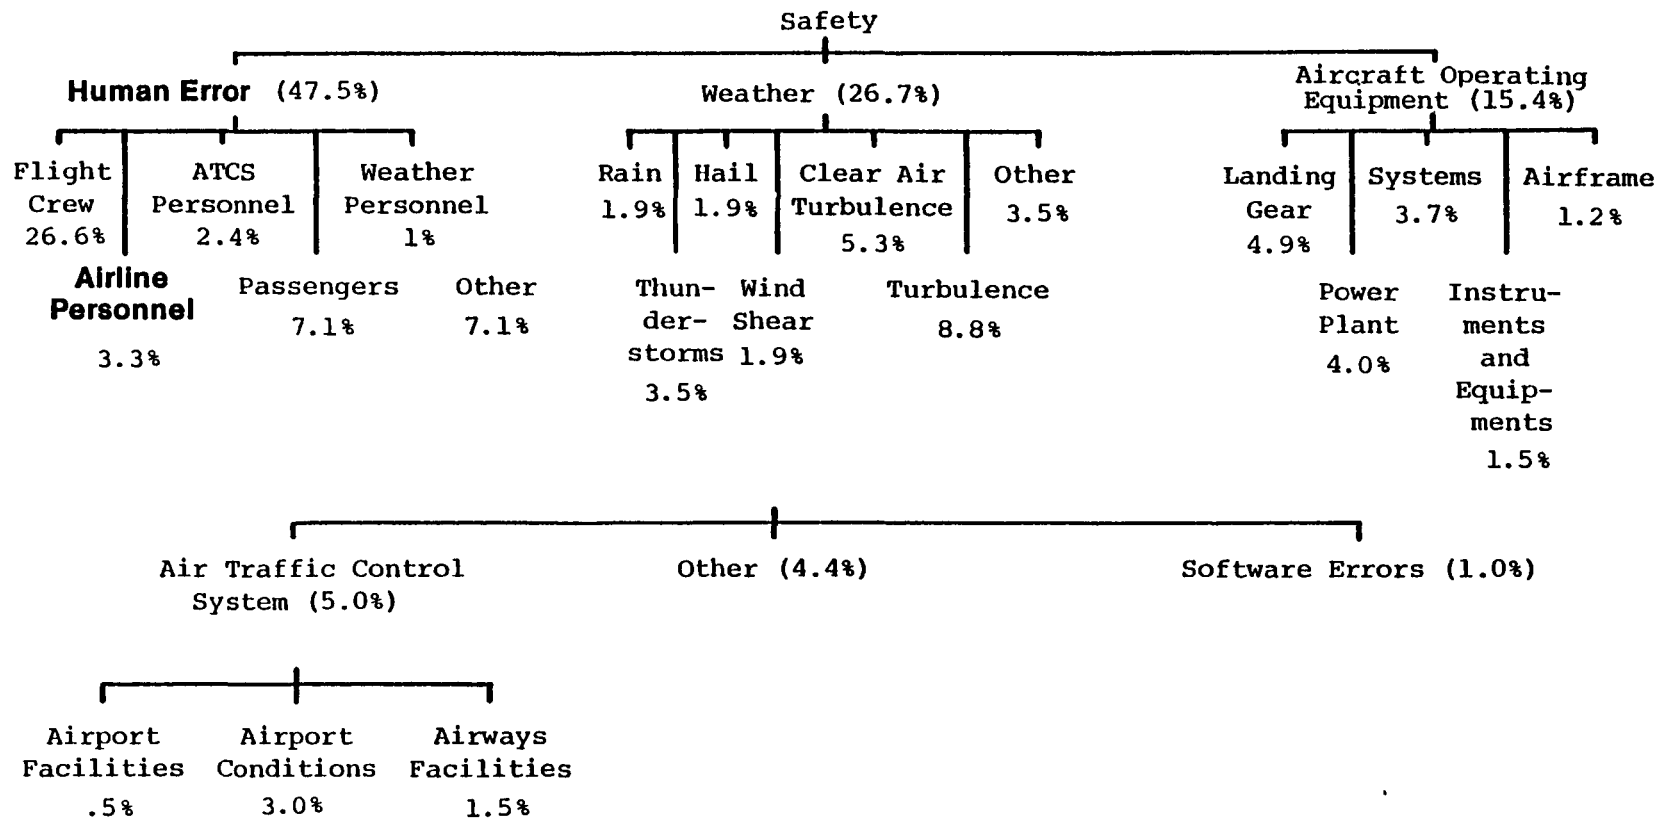 Safety
Human Error (47.5%)
Weather (26.7%)
Aircraft Operating
Equipment (15.4%)
Flight
Crew
26.6%
ATCS
Personnel
2.4%
Weather
Personnel
1%
Airline
Personnel
3.3%
Passengers
7.1%
Other
7.1%
Rain
1.9%
Hail
1.9%
Clear Air
Turbulence
5.3%
Other
3.5%
Thun-
der-
storms
3.5%
Wind
Shear
1.9%
Turbulence
8.8%
Landing
Gear
4.9%
Systems
3.7%
Airframe
1.2%
Power
Plant
4.0%
Instru-
ments
and
Equip-
ments
1.5%
Air Traffic Control
System (5.0%)
Other (4.4%)
Software Errors (1.0%)
Airport
Facilities
.5%
Airport
Conditions
3.0%
Airways
Facilities
1.5%